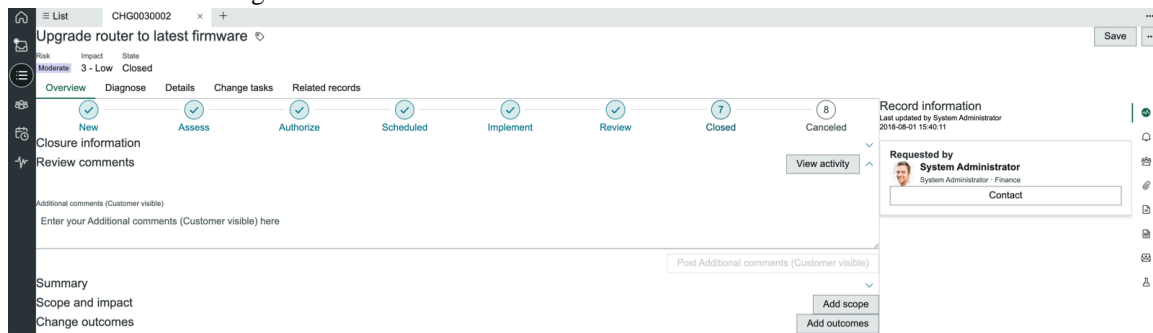 List
CHG0030002
Upgrade router to latest firmware
Save
Risk Impact State
Moderate 3 - Low Closed
Overview Diagnose Details Change tasks Related records
7 8
New Assess Authorize Scheduled Implement Review Closed Canceled
Closure information
Review comments
View activity
Additional comments (Customer visible)
Enter your Additional comments (Customer visible) here
Post Additional comments (Customer visible)
Summary
Scope and impact
Add scope
Change outcomes
Add outcomes
Record information
Last updated by System Administrator
2018-08-01 15:40:11
Requested by
System Administrator
System Administrator · Finance
Contact